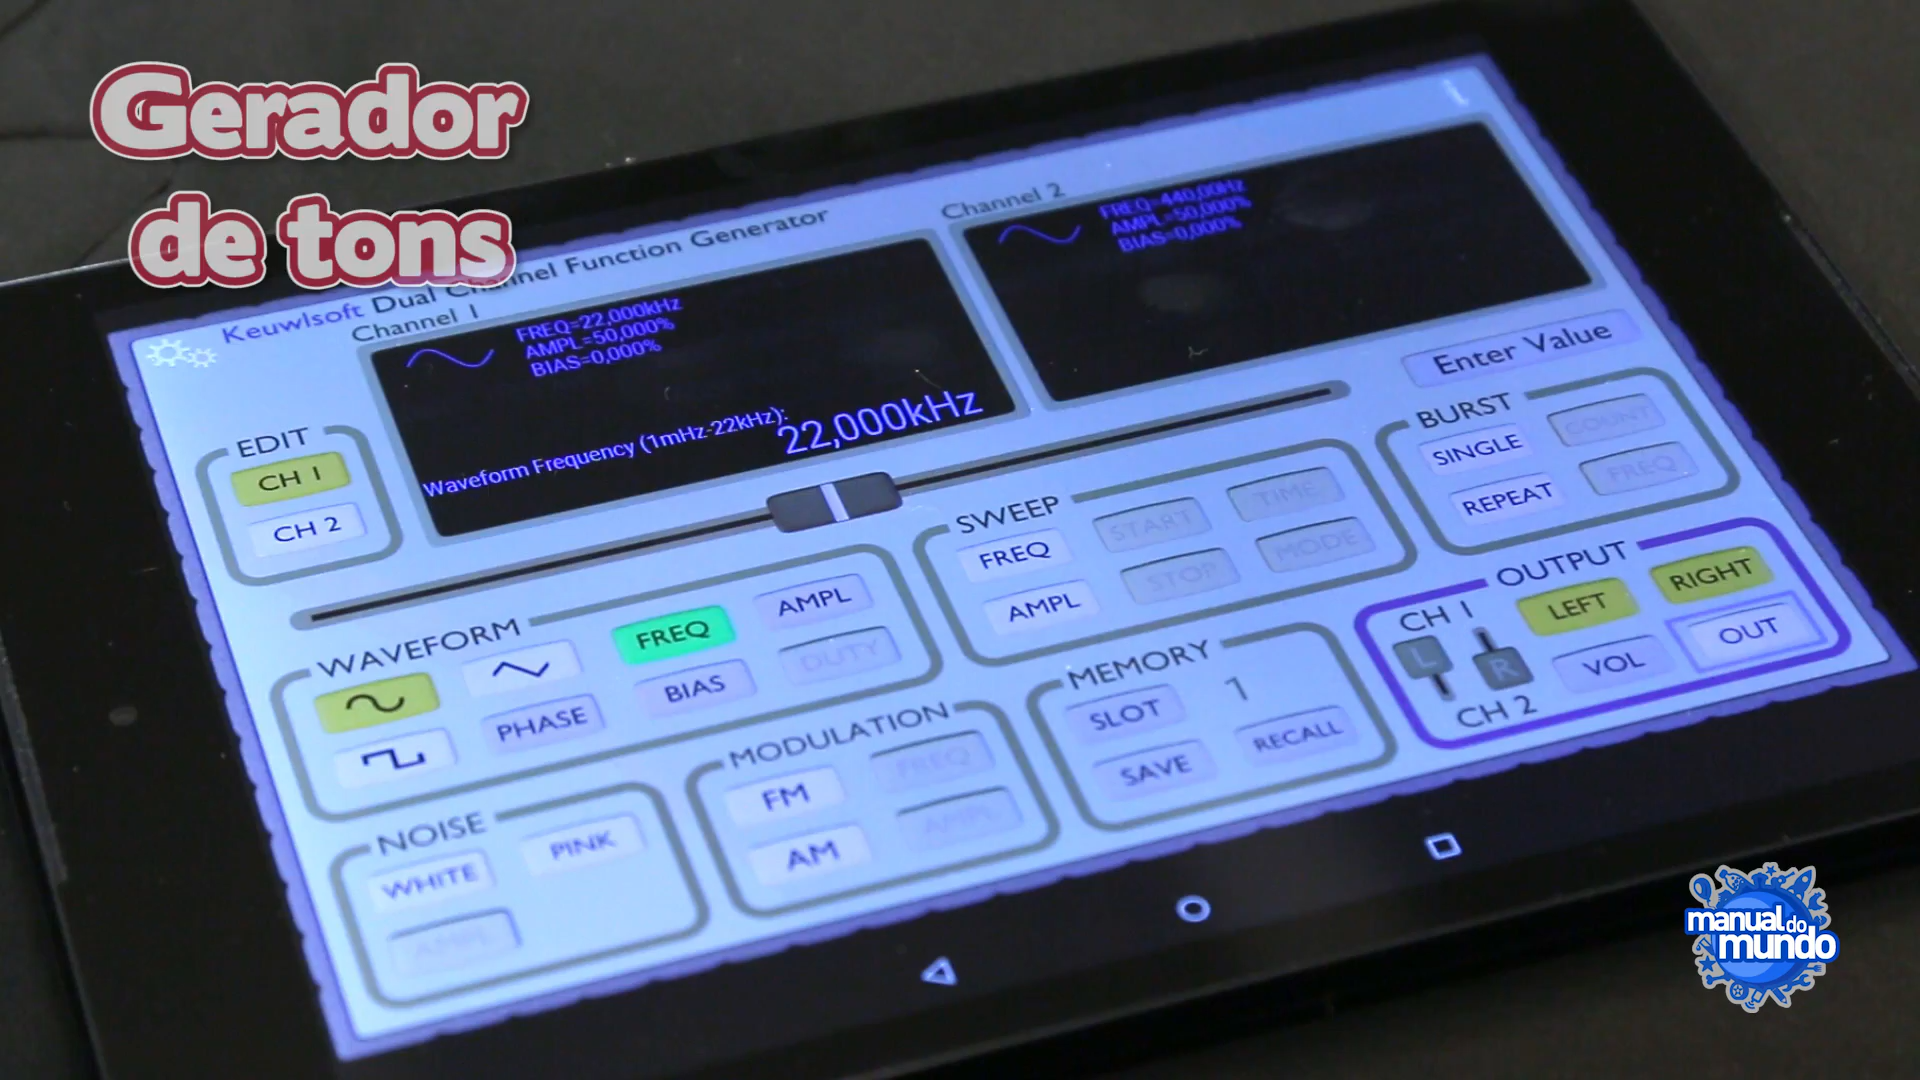 Gerador
de tons
Keuwlsoft Dual Channel Function Generator
Channel 1
FREQ=22,000kHz
AMPL=50,000%
BIAS=0,000%
Waveform Frequency (1mHz-22kHz):
22,000kHz
Channel 2
FREQ=440,00Hz
AMPL=50,000%
BIAS=0,000%
Enter Value
EDIT
CH 1
CH 2
WAVEFORM
FREQ
AMPL
PHASE
BIAS
DUTY
SWEEP
FREQ
START
TIME
AMPL
STOP
MODE
BURST
SINGLE
COUNT
REPEAT
FREQ
NOISE
WHITE
PINK
AMPL
MODULATION
FM
FREQ
AM
AMPL
MEMORY
SLOT
1
SAVE
RECALL
OUTPUT
CH 1
LEFT
RIGHT
L
R
VOL
OUT
CH 2
manual do
mundo